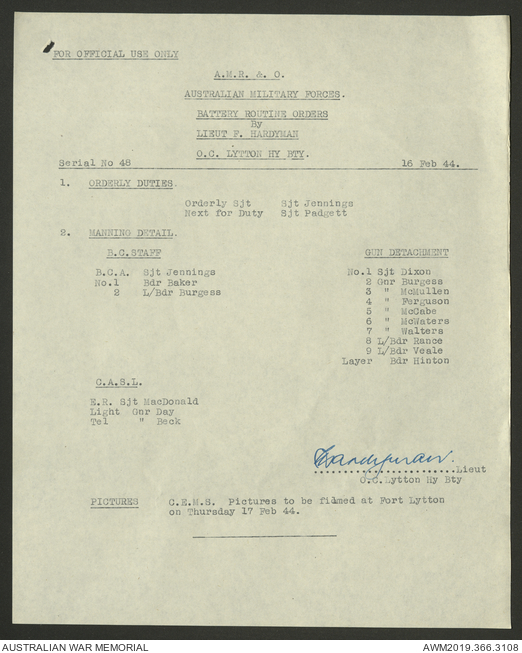 FOR OFFICIAL USE ONLY
A.M.R. & O.
AUSTRALIAN MILITARY FORCES.
BATTERY ROUTINE ORDERS
By
LIEUT F. HARDYMAN
O.C. LYTTON HY BTY.
Serial No 48 16 Feb 44.
1. ORDERLY DUTIES.
Orderly Sjt Sjt Jennings
Next for Duty Sjt Padgett
2. MANNING DETAIL.
B.C.STAFF
B.C.A. Sjt Jennings
No.1 Bdr Baker
2 L/Bdr Burgess
GUN DETACHMENT
No.1 Sjt Dixon
2 Gnr Burgess
3 " McMullen
4 " Ferguson
5 " McCabe
6 " McWaters
7 " Walters
8 L/Bdr Rance
9 L/Bdr Veale
Layer Bdr Hinton
C.A.S.L.
E.R. Sjt MacDonald
Light Gnr Day
Tel " Beck
Hardyman.
......................Lieut
O.C.Lytton Hy Bty
PICTURES C.E.M.S. Pictures to be filmed at Fort Lytton
on Thursday 17 Feb 44.
AUSTRALIAN WAR MEMORIAL AWM2019.366.3108